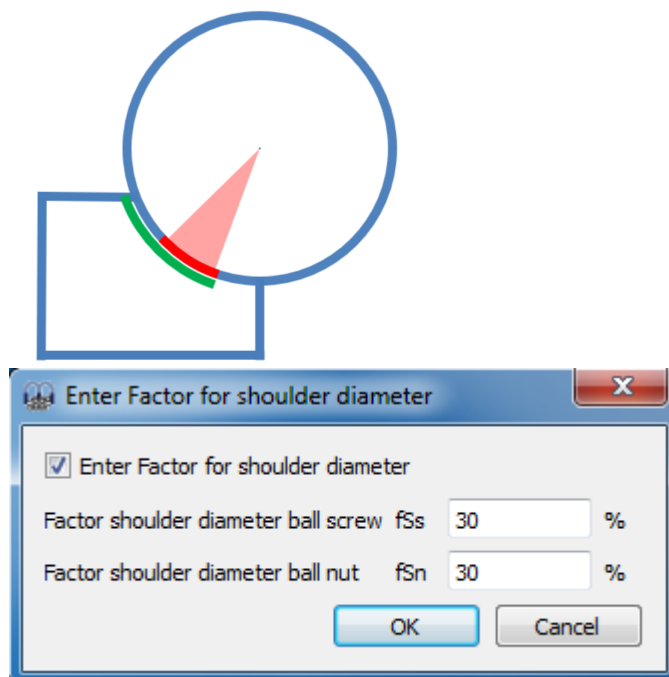 Enter Factor for shoulder diameter
Enter Factor for shoulder diameter
Factor shoulder diameter ball screw fSs 30 %
Factor shoulder diameter ball nut fSn 30 %
OK Cancel